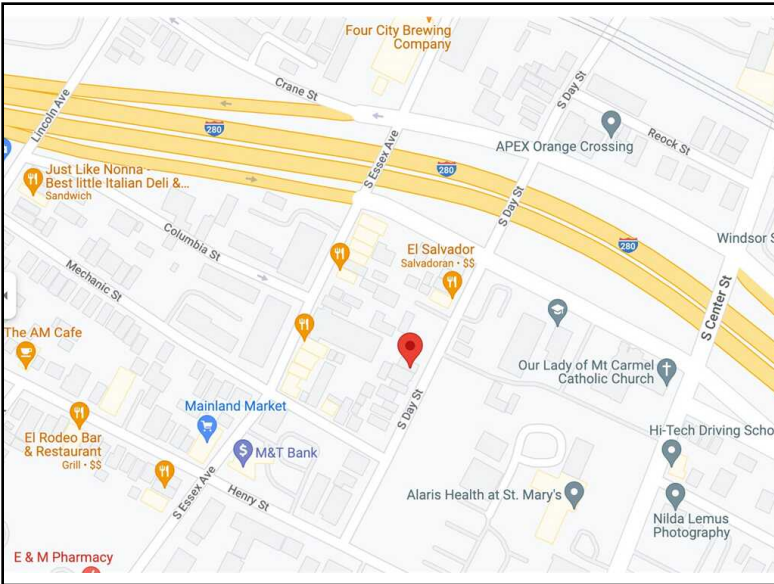 Four City Brewing
Company
Crane St
S Day St
Lincoln Ave
280
S Essex Ave
APEX Orange Crossing
Reock St
280
Just Like Nonna -
Best little Italian Deli &...
Sandwich
S Day St
Columbia St
El Salvador
Salvadoran • $$
280
Windsor S
Mechanic St
S Center St
The AM Cafe
Our Lady of Mt Carmel
Catholic Church
S Day St
Mainland Market
El Rodeo Bar
& Restaurant
Grill • $$
M&T Bank
Hi-Tech Driving Scho
S Essex Ave
Henry St
Alaris Health at St. Mary's
Nilda Lemus
Photography
E & M Pharmacy